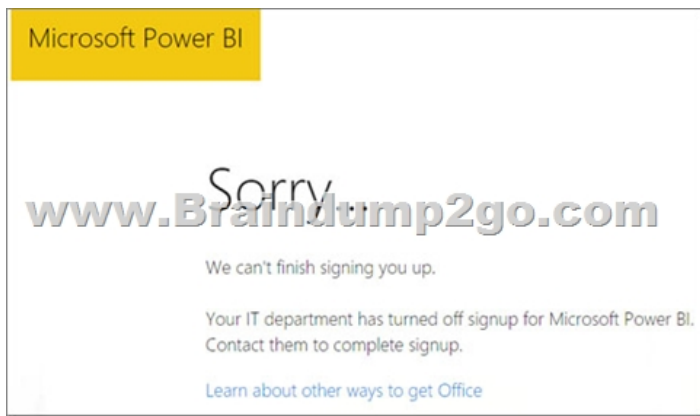 Microsoft Power BI
Sorry...
www.Braindump2go.com
We can't finish signing you up.
Your IT department has turned off signup for Microsoft Power BI.
Contact them to complete signup.
Learn about other ways to get Office